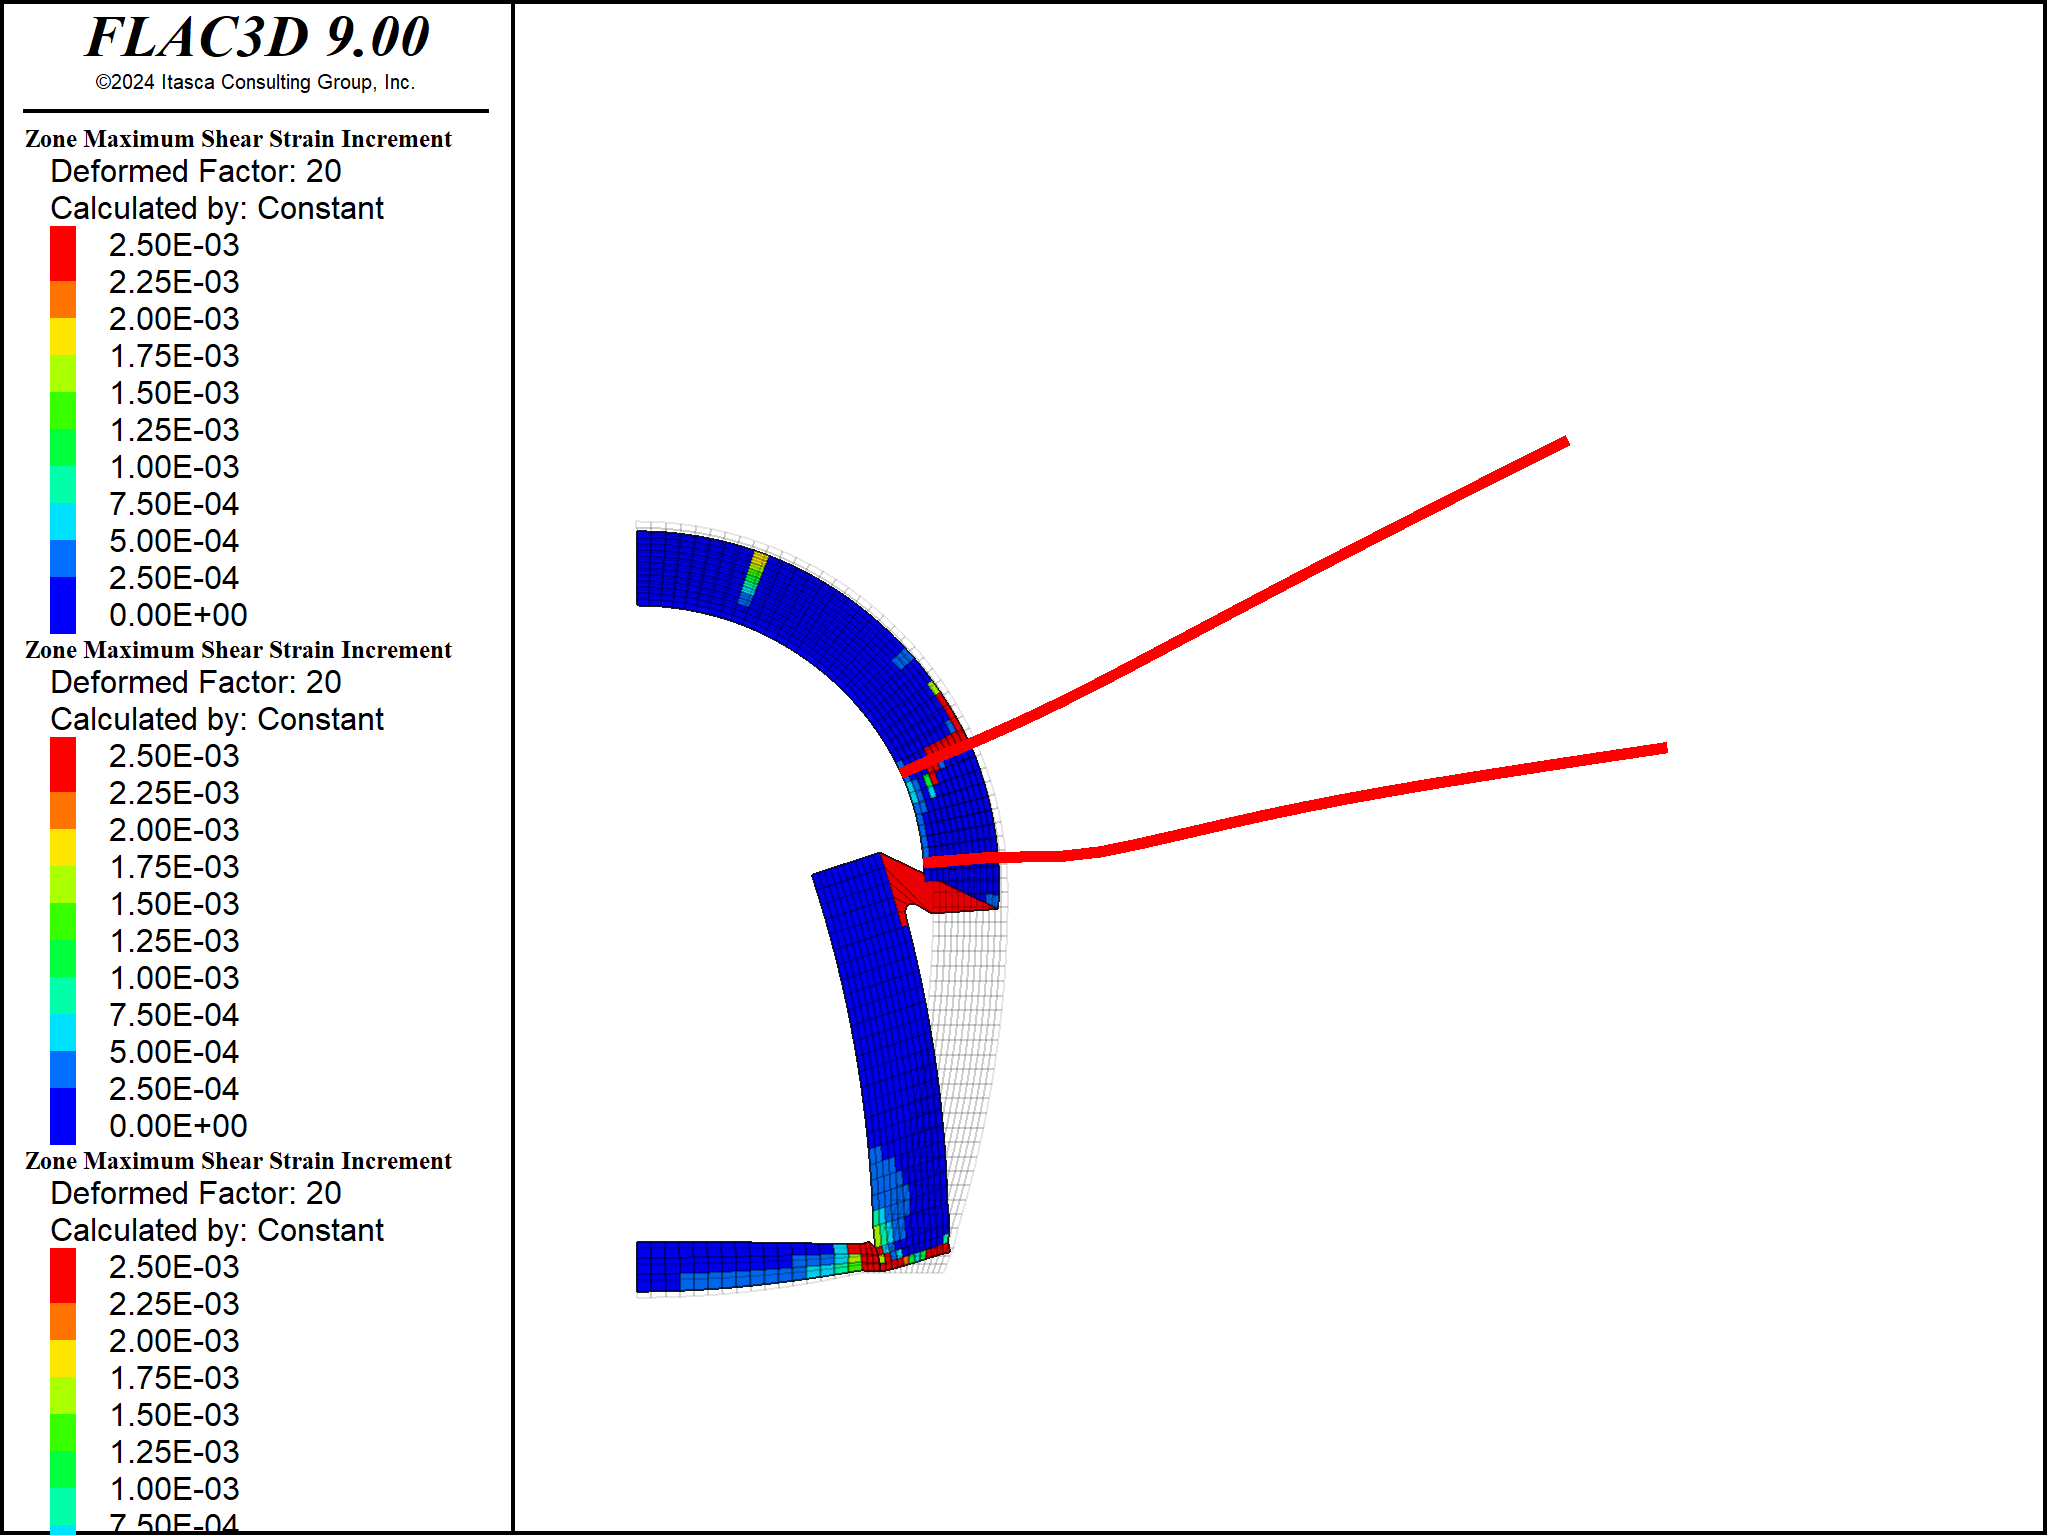 FLAC3D 9.00
©2024 Itasca Consulting Group, Inc.
Zone Maximum Shear Strain Increment
Deformed Factor: 20
Calculated by: Constant
2.50E-03
2.25E-03
2.00E-03
1.75E-03
1.50E-03
1.25E-03
1.00E-03
7.50E-04
5.00E-04
2.50E-04
0.00E+00
Zone Maximum Shear Strain Increment
Deformed Factor: 20
Calculated by: Constant
2.50E-03
2.25E-03
2.00E-03
1.75E-03
1.50E-03
1.25E-03
1.00E-03
7.50E-04
5.00E-04
2.50E-04
0.00E+00
Zone Maximum Shear Strain Increment
Deformed Factor: 20
Calculated by: Constant
2.50E-03
2.25E-03
2.00E-03
1.75E-03
1.50E-03
1.25E-03
1.00E-03
7.50E-04